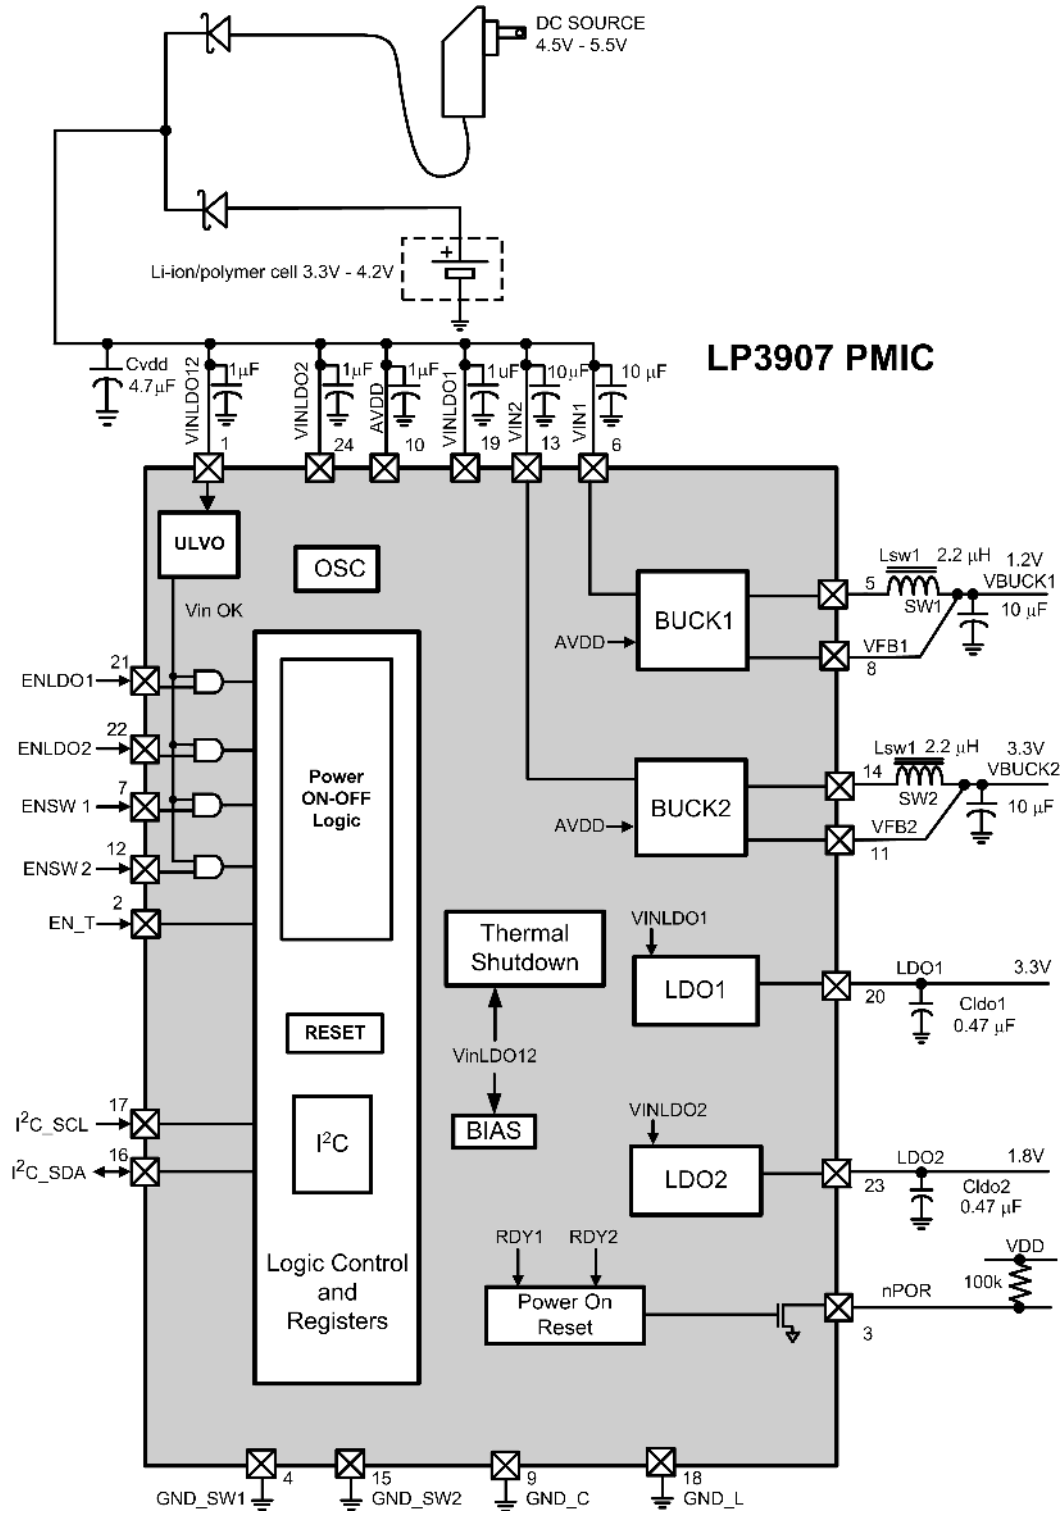 DC SOURCE
4.5V - 5.5V
Li-ion/polymer cell 3.3V - 4.2V
+
LP3907 PMIC
Cvdd
4.7μF
VINLDO12
1μF
1
VINLDO2
1μF
24
AVDD
1μF
10
VINLDO1
1uF
19
VIN2
10μF
13
VIN1
10 μF
6
ULVO
OSC
Vin OK
21
ENLDO1
22
ENLDO2
7
ENSW 1
12
ENSW 2
2
EN_T
17
I²C_SCL
16
I²C_SDA
Power
ON-OFF
Logic
RESET
I²C
Logic Control
and
Registers
BUCK1
AVDD
5
Lsw1 2.2 μH
SW1
1.2V
VBUCK1
10 μF
VFB1
8
BUCK2
AVDD
14
Lsw1 2.2 μH
SW2
3.3V
VBUCK2
10 μF
VFB2
11
Thermal
Shutdown
VinLDO12
BIAS
VINLDO1
LDO1
20
LDO1
3.3V
Cldo1
0.47 μF
VINLDO2
LDO2
23
LDO2
1.8V
Cldo2
0.47 μF
RDY1
RDY2
Power On
Reset
nPOR
3
VDD
100k
GND_SW1
4
15
GND_SW2
9
GND_C
18
GND_L